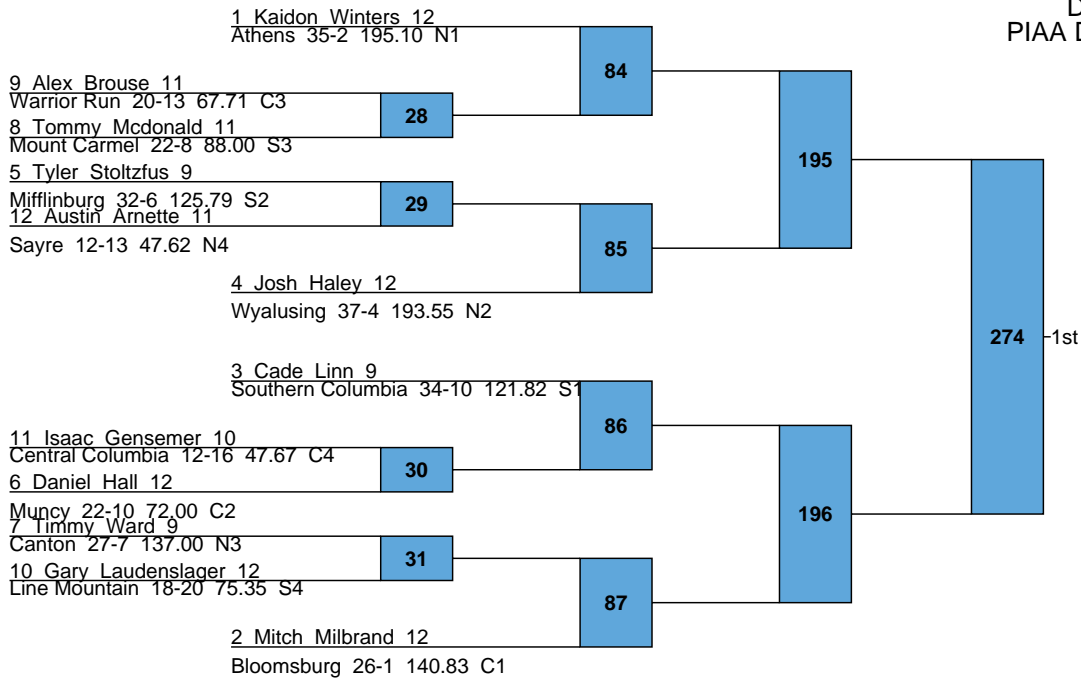 D
PIAA D
1 Kaidon Winters 12
Athens 35-2 195.10 N1
84
9 Alex Brouse 11
Warrior Run 20-13 67.71 C3
28
8 Tommy Mcdonald 11
Mount Carmel 22-8 88.00 S3
195
5 Tyler Stoltzfus 9
Mifflinburg 32-6 125.79 S2
29
12 Austin Arnette 11
Sayre 12-13 47.62 N4
85
4 Josh Haley 12
Wyalusing 37-4 193.55 N2
274
1st
3 Cade Linn 9
Southern Columbia 34-10 121.82 S1
86
11 Isaac Gensemer 10
Central Columbia 12-16 47.67 C4
30
6 Daniel Hall 12
Muncy 22-10 72.00 C2
196
7 Timmy Ward 9
Canton 27-7 137.00 N3
31
10 Gary Laudenslager 12
Line Mountain 18-20 75.35 S4
87
2 Mitch Milbrand 12
Bloomsburg 26-1 140.83 C1